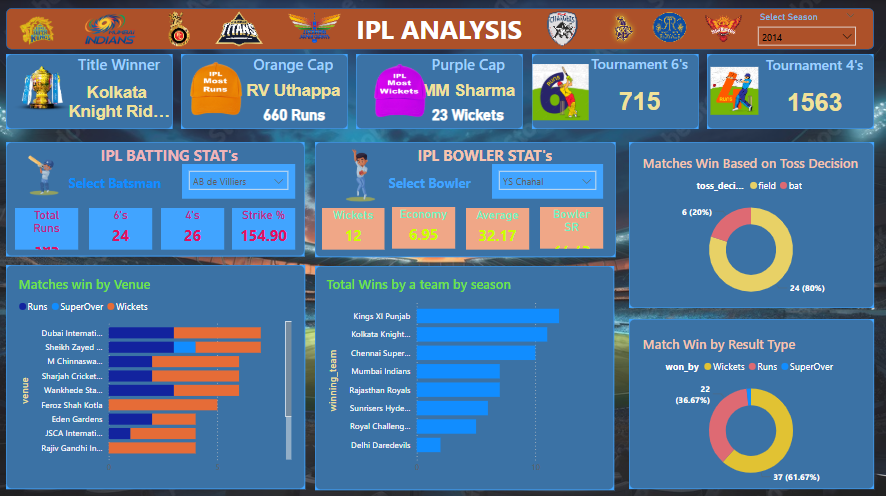 IPL ANALYSIS
Select Season
2014
Title Winner
Kolkata
Knight Rid...
IPL
Most
Runs
Orange Cap
RV Uthappa
660 Runs
IPL
Most
Wickets
Purple Cap
MM Sharma
23 Wickets
Tournament 6's
715
Tournament 4's
1563
IPL BATTING STAT's
Select Batsman
AB de Villiers
Total
Runs
6's
24
4's
26
Strike %
154.90
IPL BOWLER STAT's
Select Bowler
YS Chahal
Wickets
12
Economy
6.95
Average
32.17
Bowler
SR
Matches Win Based on Toss Decision
toss_deci... field bat
6 (20%)
24 (80%)
Matches win by Venue
Runs SuperOver Wickets
venue
Dubai Internati...
Sheikh Zayed ...
M Chinnaswa...
Sharjah Cricket...
Wankhede Sta...
Feroz Shah Kotla
Eden Gardens
JSCA Internati...
Rajiv Gandhi In...
Total Wins by a team by season
winning_team
Kings XI Punjab
Kolkata Knight...
Chennai Super...
Mumbai Indians
Rajasthan Royals
Sunrisers Hyde...
Royal Challeng...
Delhi Daredevils
Match Win by Result Type
won_by Wickets Runs SuperOver
22
(36.67%)
37 (61.67%)